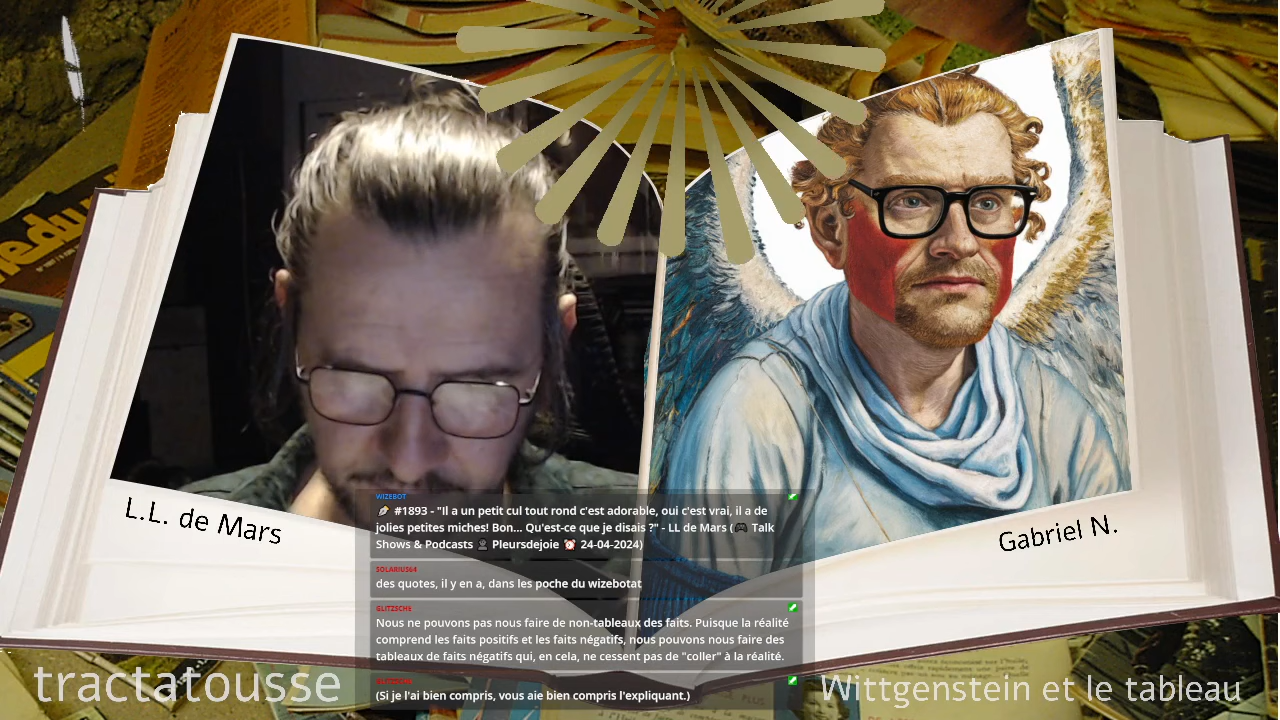 L.L. de Mars
Gabriel N.
WIZEBOT
#1893 - "Il a un petit cul tout rond c'est adorable, oui c'est vrai, il a de
jolies petites miches! Bon... Qu'est-ce que je disais ?" - LL de Mars (🎮 Talk
Shows & Podcasts 👤 Pleursdejoie ⏰ 24-04-2024)
SOLARIUS64
des quotes, il y en a, dans les poche du wizebotat
GLITZSCHE
Nous ne pouvons pas nous faire de non-tableaux des faits. Puisque la réalité
comprend les faits positifs et les faits négatifs, nous pouvons nous faire des
tableaux de faits négatifs qui, en cela, ne cessent pas de "coller" à la réalité.
GLITZSCHE
(Si je l'ai bien compris, vous aie bien compris l'expliquant.)
tractatousse
Wittgenstein et le tableau